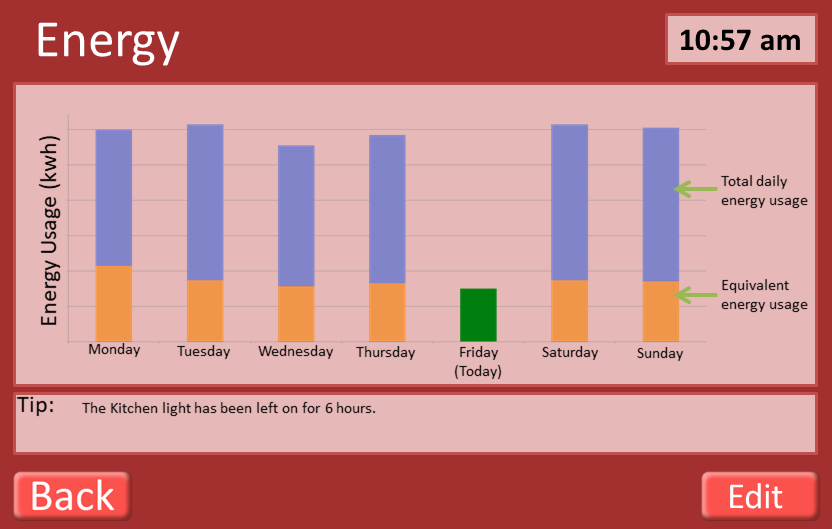 Energy
10:57 am
Energy Usage (kwh)
Total daily
energy usage
Equivalent
energy usage
Monday
Tuesday
Wednesday
Thursday
Friday
(Today)
Saturday
Sunday
Tip:
The Kitchen light has been left on for 6 hours.
Back
Edit